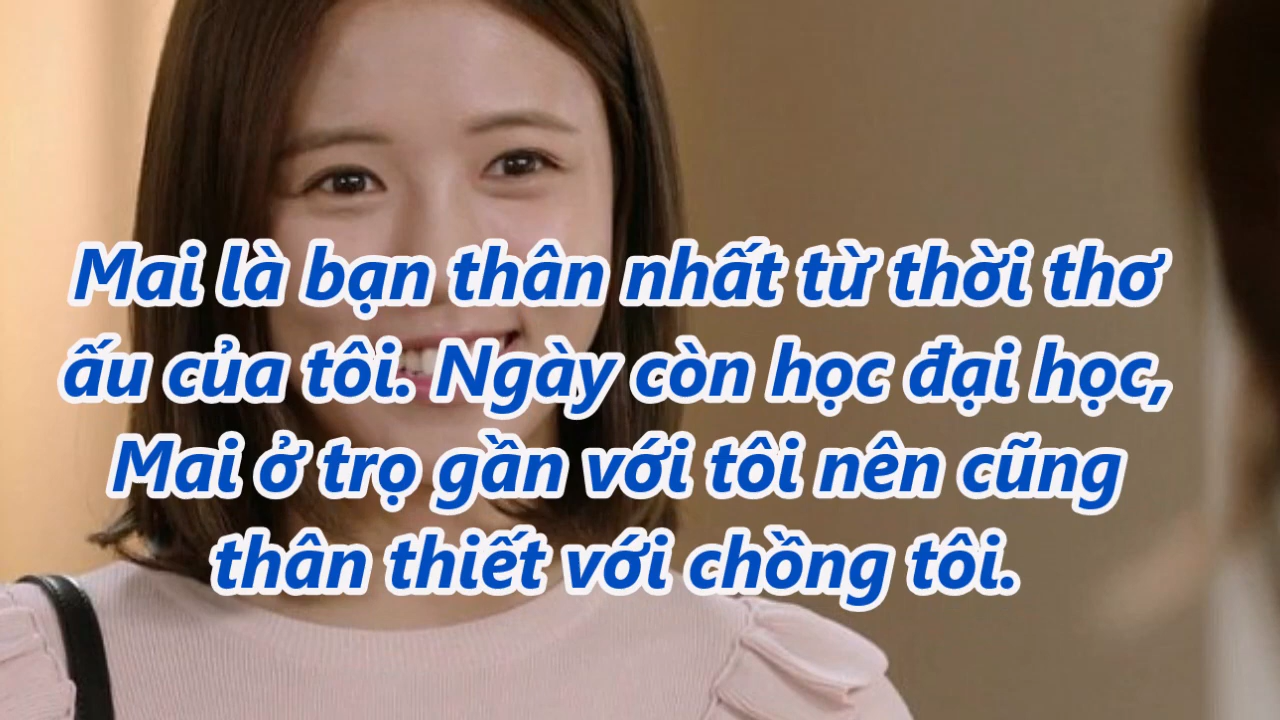 Mai là bạn thân nhất từ thời thơ
ấu của tôi. Ngày còn học đại học,
Mai ở trọ gần với tôi nên cũng
thân thiết với chồng tôi.